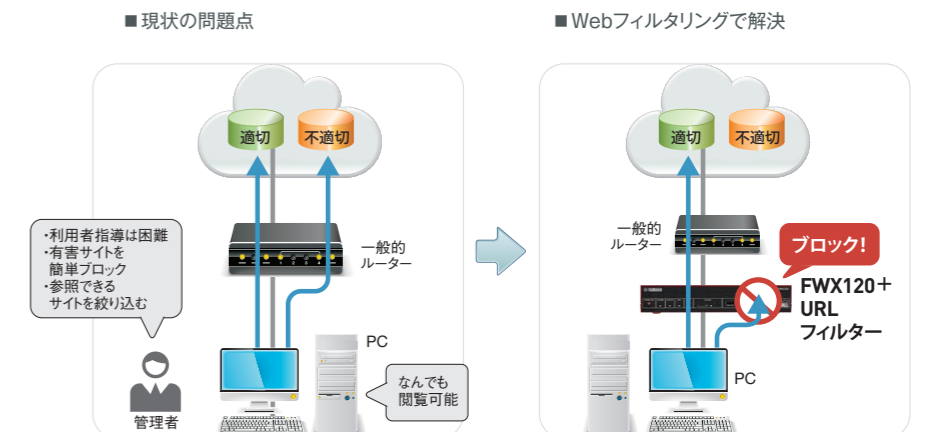 ■現状の問題点
適切
不適切
・利用者指導は困難
・有害サイトを
簡単ブロック
・参照できる
サイトを絞り込む
一般的
ルーター
PC
なんでも
閲覧可能
管理者
■Webフィルタリングで解決
適切
不適切
一般的
ルーター
ブロック!
FWX120＋
URL
フィルター
PC